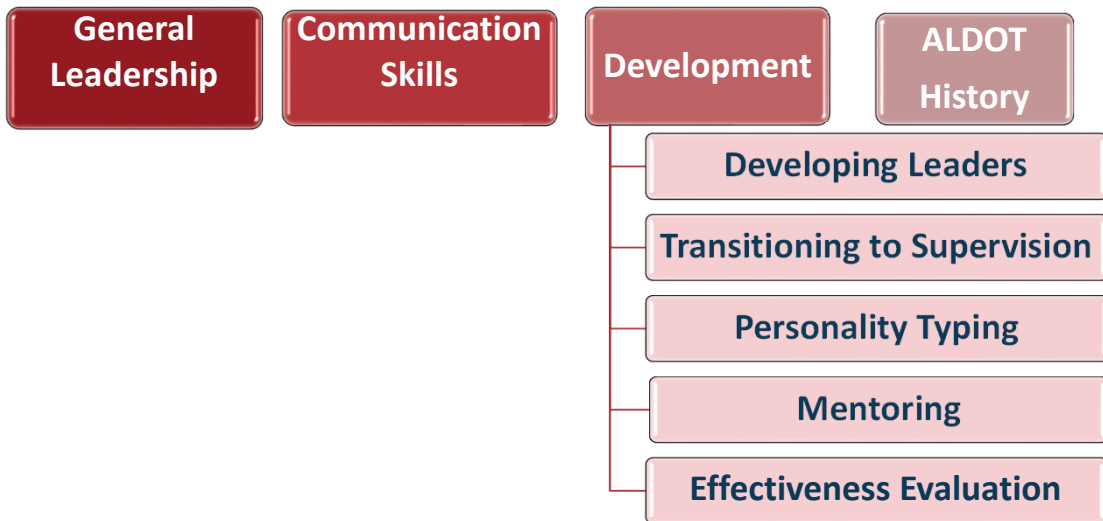 General
Leadership
Communication
Skills
Development
ALDOT
History
Developing Leaders
Transitioning to Supervision
Personality Typing
Mentoring
Effectiveness Evaluation